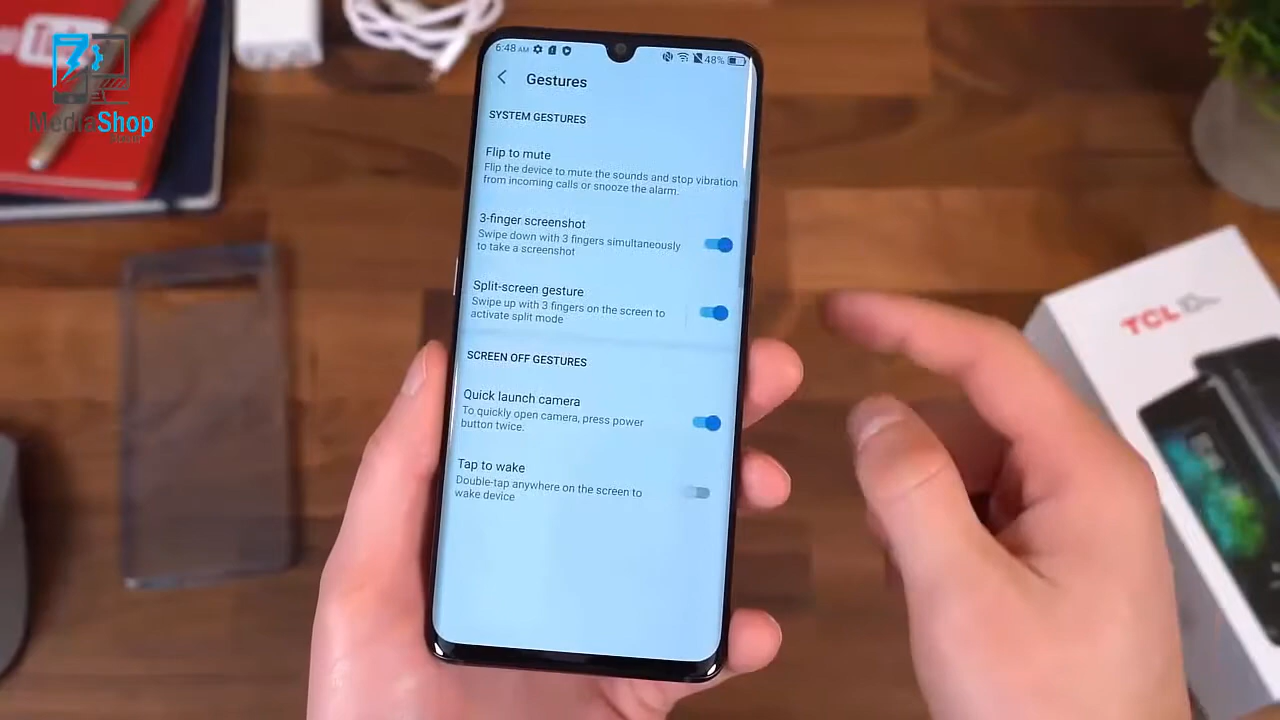 MediaShop
6:48 AM
48%
Gestures
SYSTEM GESTURES
Flip to mute
Flip the device to mute the sounds and stop vibration
from incoming calls or snooze the alarm.
3-finger screenshot
Swipe down with 3 fingers simultaneously
to take a screenshot
Split-screen gesture
Swipe up with 3 fingers on the screen to
activate split mode
SCREEN OFF GESTURES
Quick launch camera
To quickly open camera, press power
button twice.
Tap to wake
Double-tap anywhere on the screen to
wake device
TCL